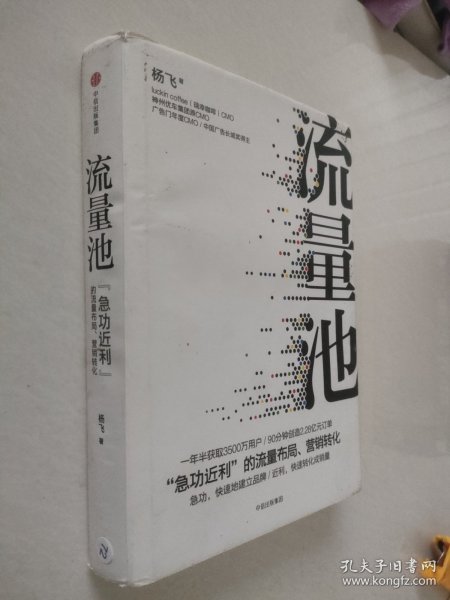 中信出版集团
流量池
『急功近利』
的流量布局、营销转化
杨飞 著
杨飞 著
luckin coffee（瑞幸咖啡）CMO
神州优车集团原CMO
广告门年度CMO/中国广告长城奖得主
流量池
一年半获取3500万用户/90分钟创造2.28亿元订单
“急功近利”的流量布局、营销转化
急功，快速地建立品牌/近利，快速转化成销量
中信出版集团
孔夫子旧书网
www.kongfz.com